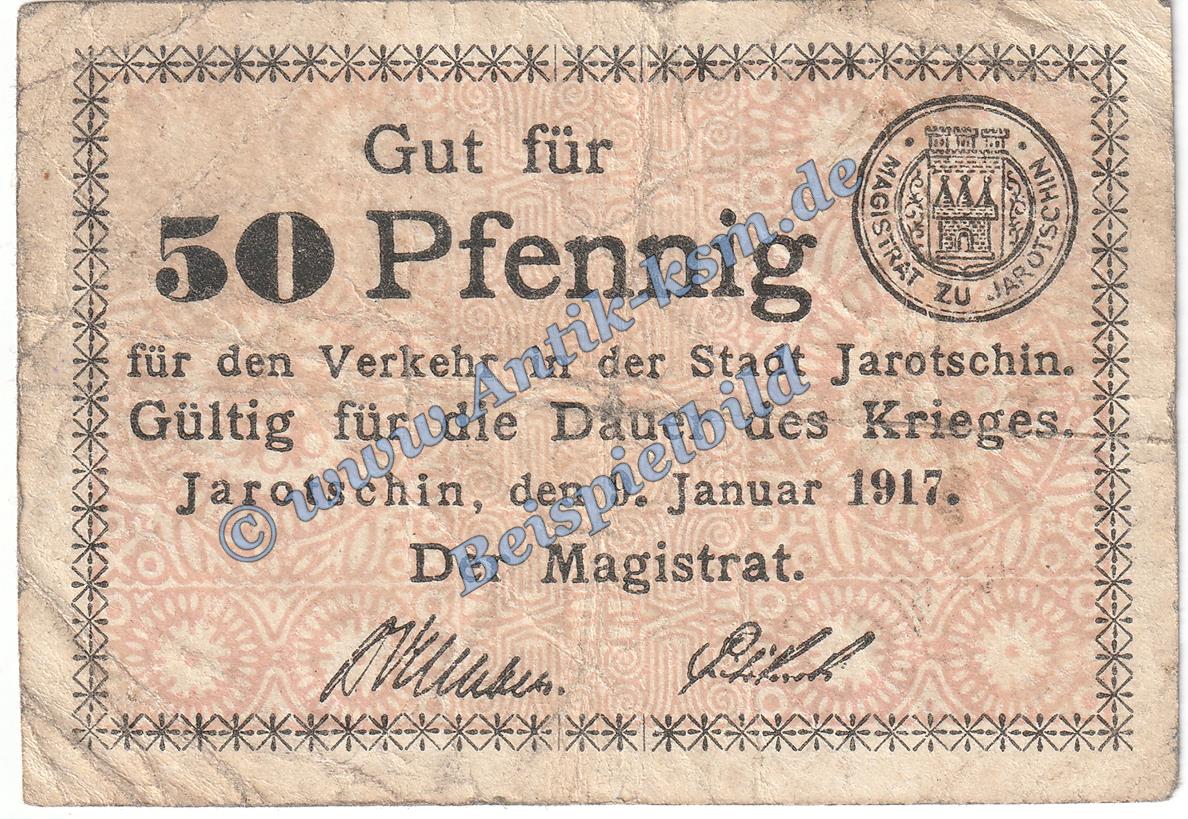 Gut für
50 Pfennig
MAGISTRAT ZU JAROTSCHIN
für den Verkehr in der Stadt Jarotschin.
Gültig für die Dauer des Krieges.
Jarotschin, den Januar 1917.
Der Magistrat.
© www.Antik-ksm.de
Beispielbild